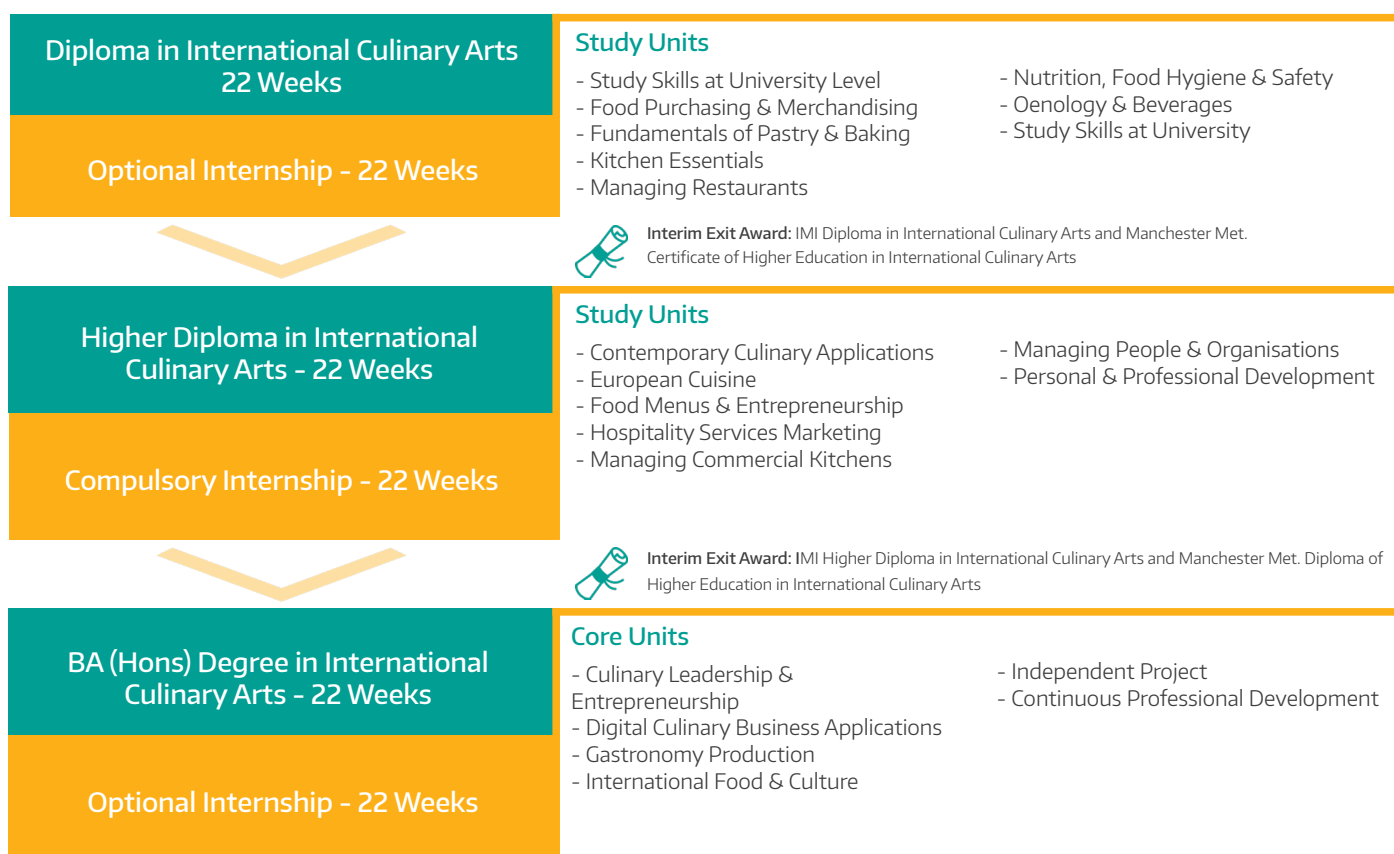 Diploma in International Culinary Arts
22 Weeks
Optional Internship - 22 Weeks
Study Units
- Study Skills at University Level
- Food Purchasing & Merchandising
- Fundamentals of Pastry & Baking
- Kitchen Essentials
- Managing Restaurants
- Nutrition, Food Hygiene & Safety
- Oenology & Beverages
- Study Skills at University
Interim Exit Award: IMI Diploma in International Culinary Arts and Manchester Met.
Certificate of Higher Education in International Culinary Arts
Higher Diploma in International
Culinary Arts - 22 Weeks
Compulsory Internship - 22 Weeks
Study Units
- Contemporary Culinary Applications
- European Cuisine
- Food Menus & Entrepreneurship
- Hospitality Services Marketing
- Managing Commercial Kitchens
- Managing People & Organisations
- Personal & Professional Development
Interim Exit Award: IMI Higher Diploma in International Culinary Arts and Manchester Met. Diploma of
Higher Education in International Culinary Arts
BA (Hons) Degree in International
Culinary Arts - 22 Weeks
Optional Internship - 22 Weeks
Core Units
- Culinary Leadership &
Entrepreneurship
- Digital Culinary Business Applications
- Gastronomy Production
- International Food & Culture
- Independent Project
- Continuous Professional Development